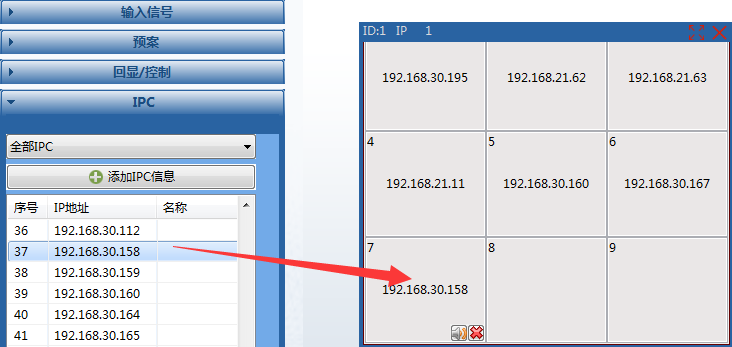 输入信号
预案
回显/控制
IPC
全部IPC
添加IPC信息
序号 IP地址 名称
36 192.168.30.112
37 192.168.30.158
38 192.168.30.159
39 192.168.30.160
40 192.168.30.164
41 192.168.30.165
ID:1 IP 1
192.168.30.195 192.168.21.62 192.168.21.63
4 5 6
192.168.21.11 192.168.30.160 192.168.30.167
7 8 9
192.168.30.158